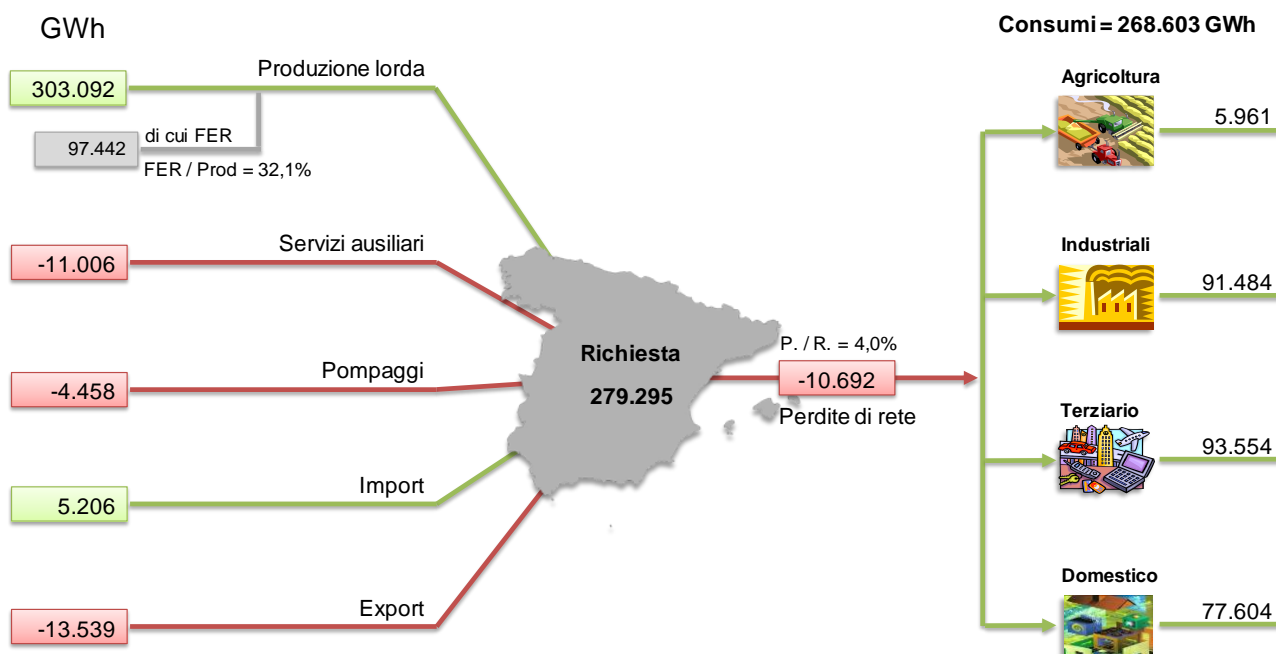 GWh
Consumi = 268.603 GWh
303.092
Produzione lorda
97.442
di cui FER
FER / Prod = 32,1%
-11.006
Servizi ausiliari
-4.458
Pompaggi
5.206
Import
-13.539
Export
Richiesta
279.295
P. / R. = 4,0%
-10.692
Perdite di rete
Agricoltura
5.961
Industriali
91.484
Terziario
93.554
Domestico
77.604